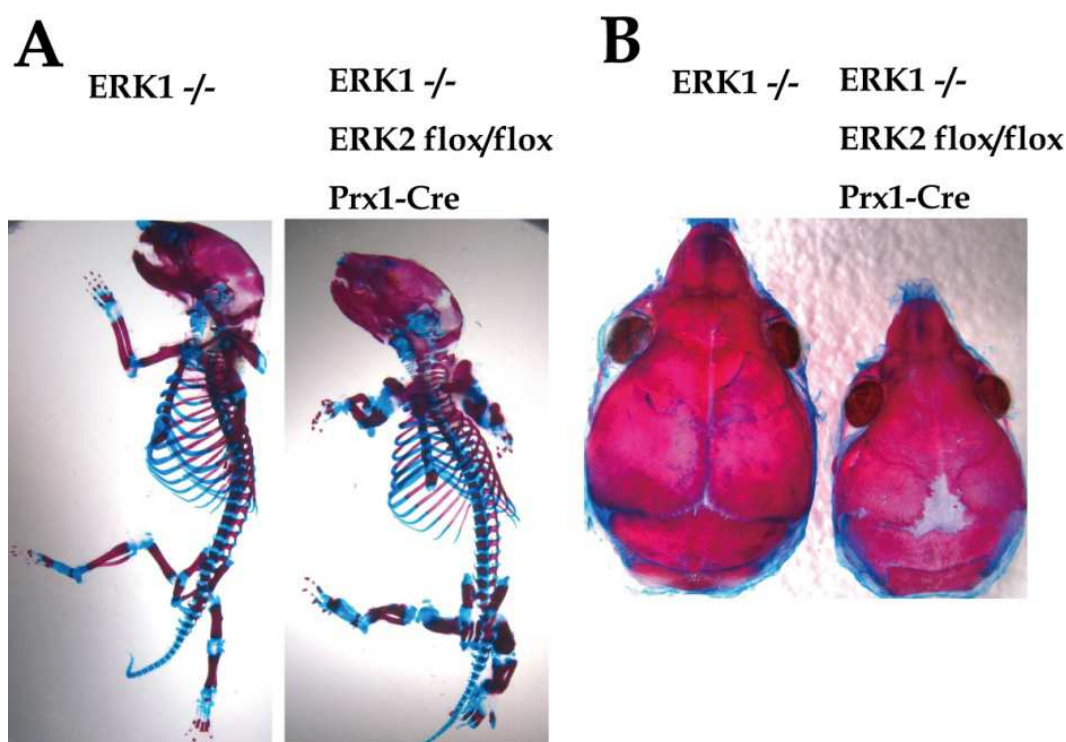 A
ERK1 -/-
ERK1 -/-
ERK2 flox/flox
Prx1-Cre
B
ERK1 -/-
ERK1 -/-
ERK2 flox/flox
Prx1-Cre